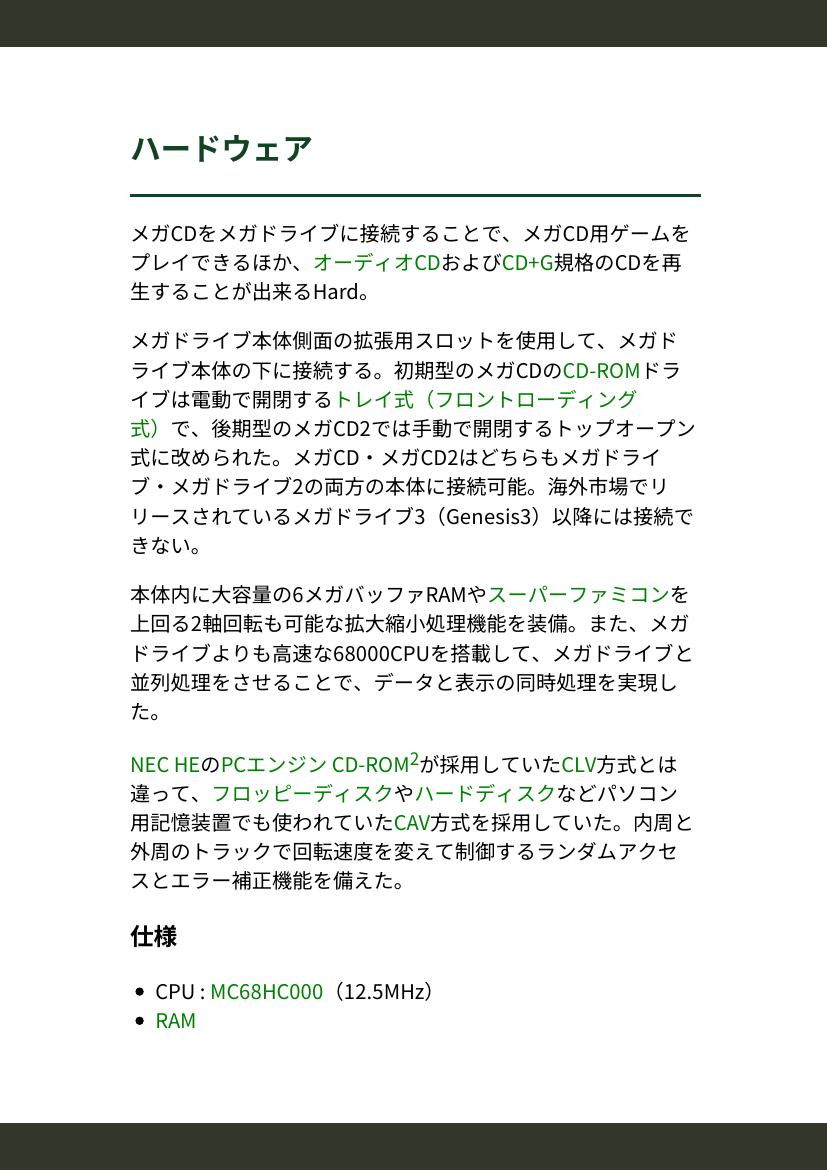 ハードウェア
メガCDをメガドライブに接続することで、メガCD用ゲームを
プレイできるほか、オーディオCDおよびCD+G規格のCDを再
生することが出来るHard。
メガドライブ本体側面の拡張用スロットを使用して、メガド
ライブ本体の下に接続する。初期型のメガCDのCD-ROMドラ
イブは電動で開閉するトレイ式（フロントローディング
式）で、後期型のメガCD2では手動で開閉するトップオープン
式に改められた。メガCD・メガCD2はどちらもメガドライ
ブ・メガドライブ2の両方の本体に接続可能。海外市場でリ
リースされているメガドライブ3（Genesis3）以降には接続で
きない。
本体内に大容量の6メガバッファRAMやスーパーファミコンを
上回る2軸回転も可能な拡大縮小処理機能を装備。また、メガ
ドライブよりも高速な68000CPUを搭載して、メガドライブと
並列処理をさせることで、データと表示の同時処理を実現し
た。
NEC HEのPCエンジン CD-ROM²が採用していたCLV方式とは
違って、フロッピーディスクやハードディスクなどパソコン
用記憶装置でも使われていたCAV方式を採用していた。内周と
外周のトラックで回転速度を変えて制御するランダムアクセ
スとエラー補正機能を備えた。
仕様
• CPU : MC68HC000（12.5MHz）
• RAM